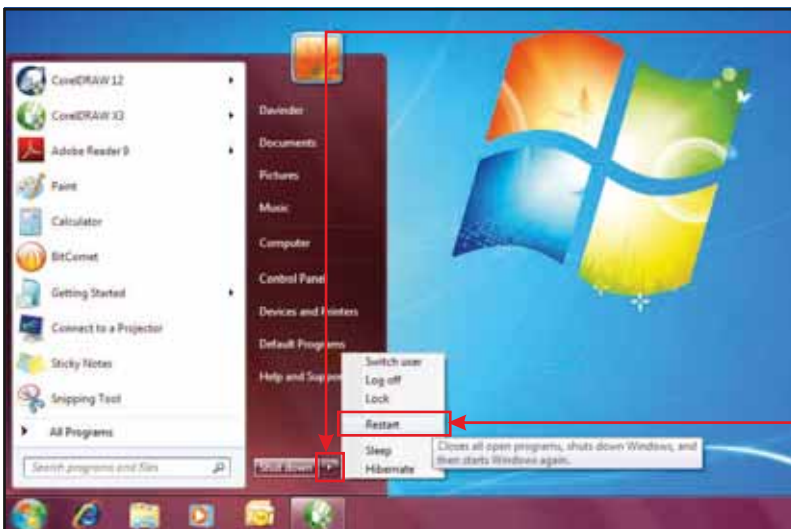 CorelDRAW 12
CorelDRAW X3
Adobe Reader 9
Paint
Calculator
BitComet
Getting Started
Connect to a Projector
Sticky Notes
Snipping Tool
All Programs
Search programs and files
Davinder
Documents
Pictures
Music
Computer
Control Panel
Devices and Printers
Default Programs
Help and Suppo
Shut down
Switch user
Log off
Lock
Restart
Sleep
Hibernate
Closes all open programs, shuts down Windows, and
then starts Windows again.